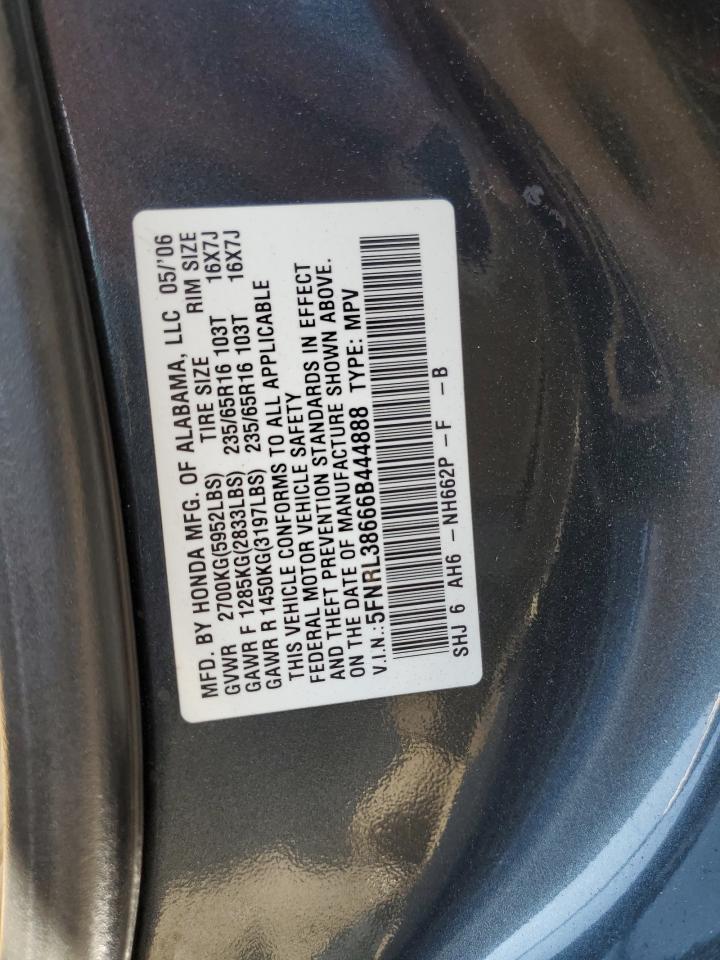 MFD. BY HONDA MFG. OF ALABAMA, LLC 05/'06
GVWR 2700KG(5952LBS) TIRE SIZE RIM SIZE
GAWR F 1285KG(2833LBS) 235/65R16 103T 16X7J
GAWR R 1450KG(3197LBS) 235/65R16 103T 16X7J
THIS VEHICLE CONFORMS TO ALL APPLICABLE
FEDERAL MOTOR VEHICLE SAFETY
AND THEFT PREVENTION STANDARDS IN EFFECT
ON THE DATE OF MANUFACTURE SHOWN ABOVE.
V.I.N.:5FNRL38666B444888 TYPE: MPV
SHJ 6 AH6 -NH662P -F -B